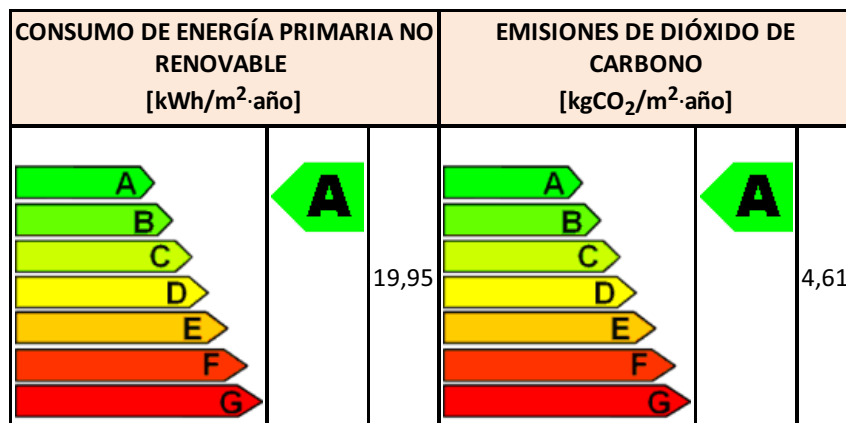 CONSUMO DE ENERGÍA PRIMARIA NO
RENOVABLE
[kWh/m²·año]
EMISIONES DE DIÓXIDO DE
CARBONO
[kgCO₂/m²·año]
A
B
C
D
E
F
G
A
19,95
A
B
C
D
E
F
G
A
4,61